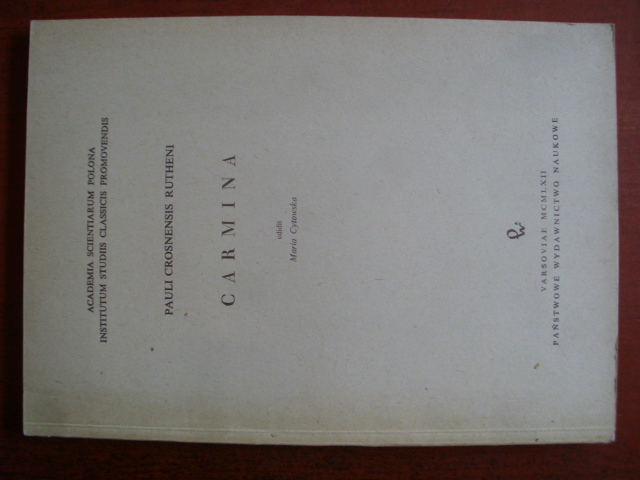 ACADEMIA SCIENTIARUM POLONA
INSTITUTUM STUDIIS CLASSICIS PROMOVENDIS
PAULI CROSNENSIS RUTHENI
CARMINA
edidit
Maria Cytowska
VARSOVIAE MCMLXII
PAŃSTWOWE WYDAWNICTWO NAUKOWE